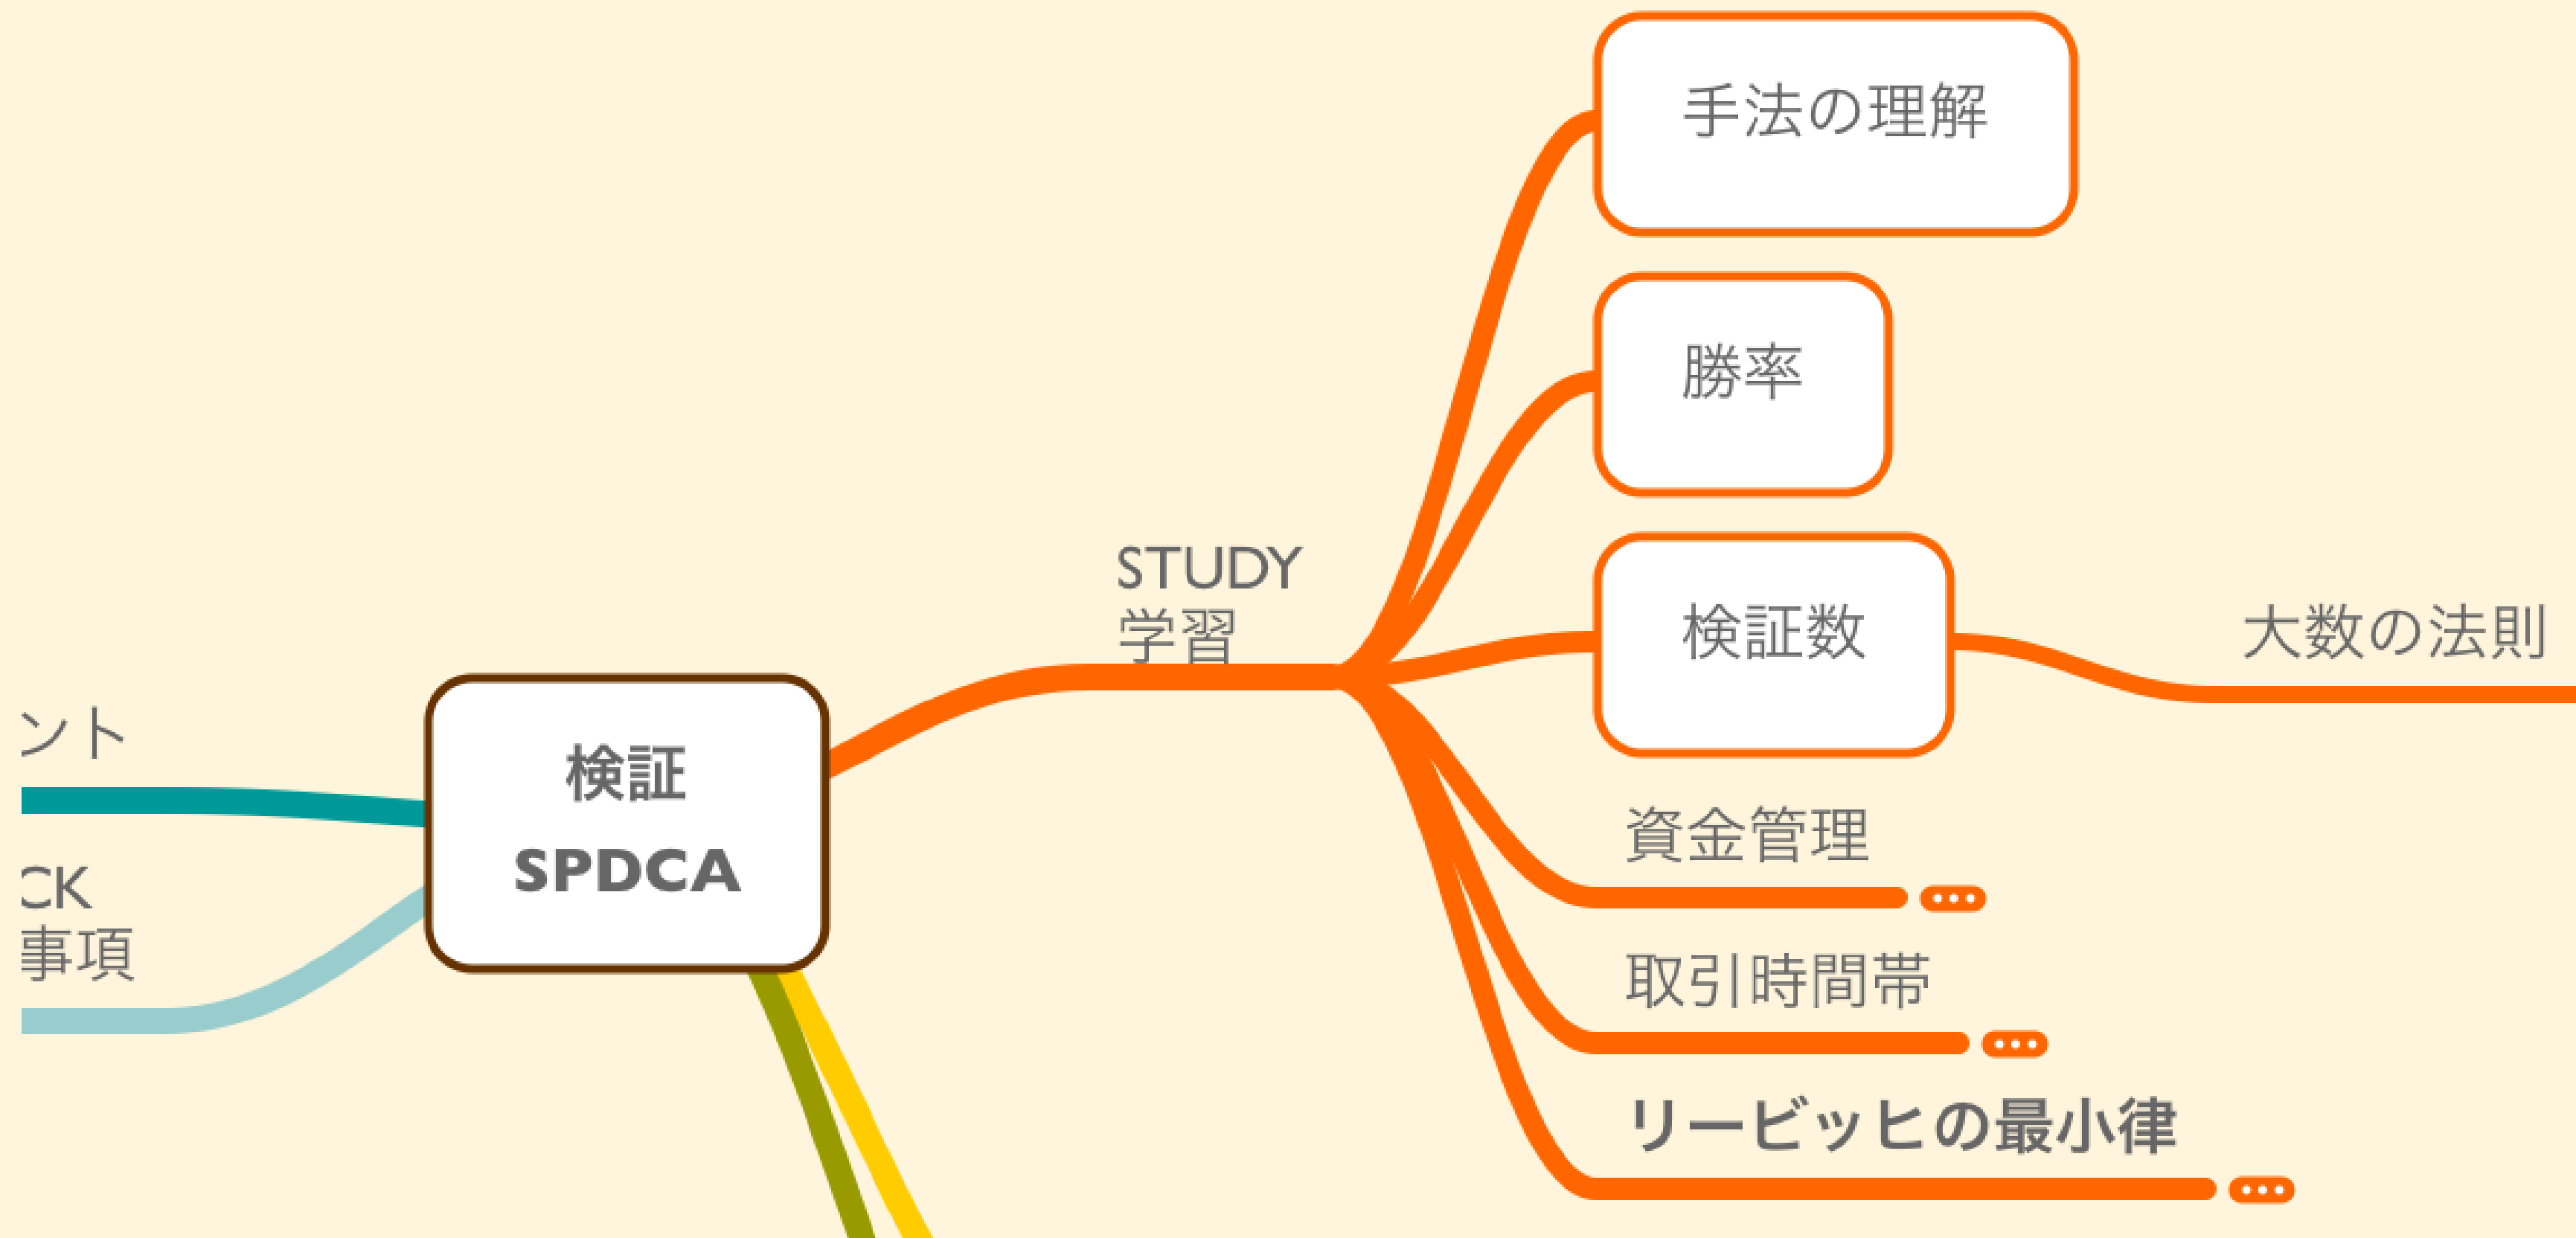 手法の理解
勝率
STUDY
学習
検証数
大数の法則
ント
検証
SPDCA
CK
事項
資金管理
取引時間帯
リービッヒの最小律